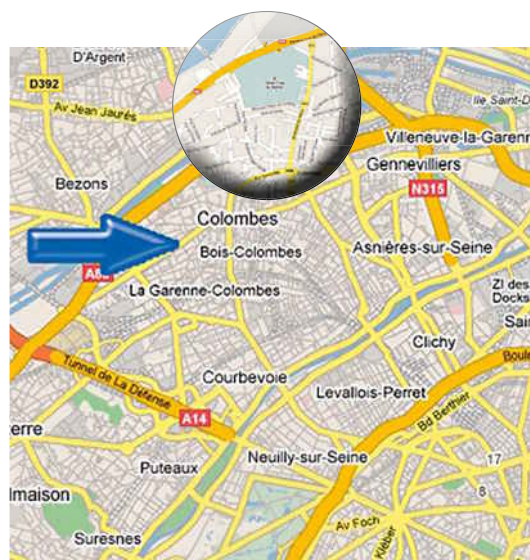 D'Argent
D392
Av Jean Jaurés
Ile Saint-D
Villeneuve-la-Garenn
Gennevilliers
Bezons
N315
Colombes
Bois-Colombes
Asnières-sur-Seine
A86
La Garenne-Colombes
ZI des
Docks
Sain
Clichy
Boule
Tunnel de La Défense
Courbevoie
Levallois-Perret
Bd Berthier
A14
erre
Neuilly-sur-Seine
Puteaux
17
lmaison
8
Av Foch
Kléber
Suresnes